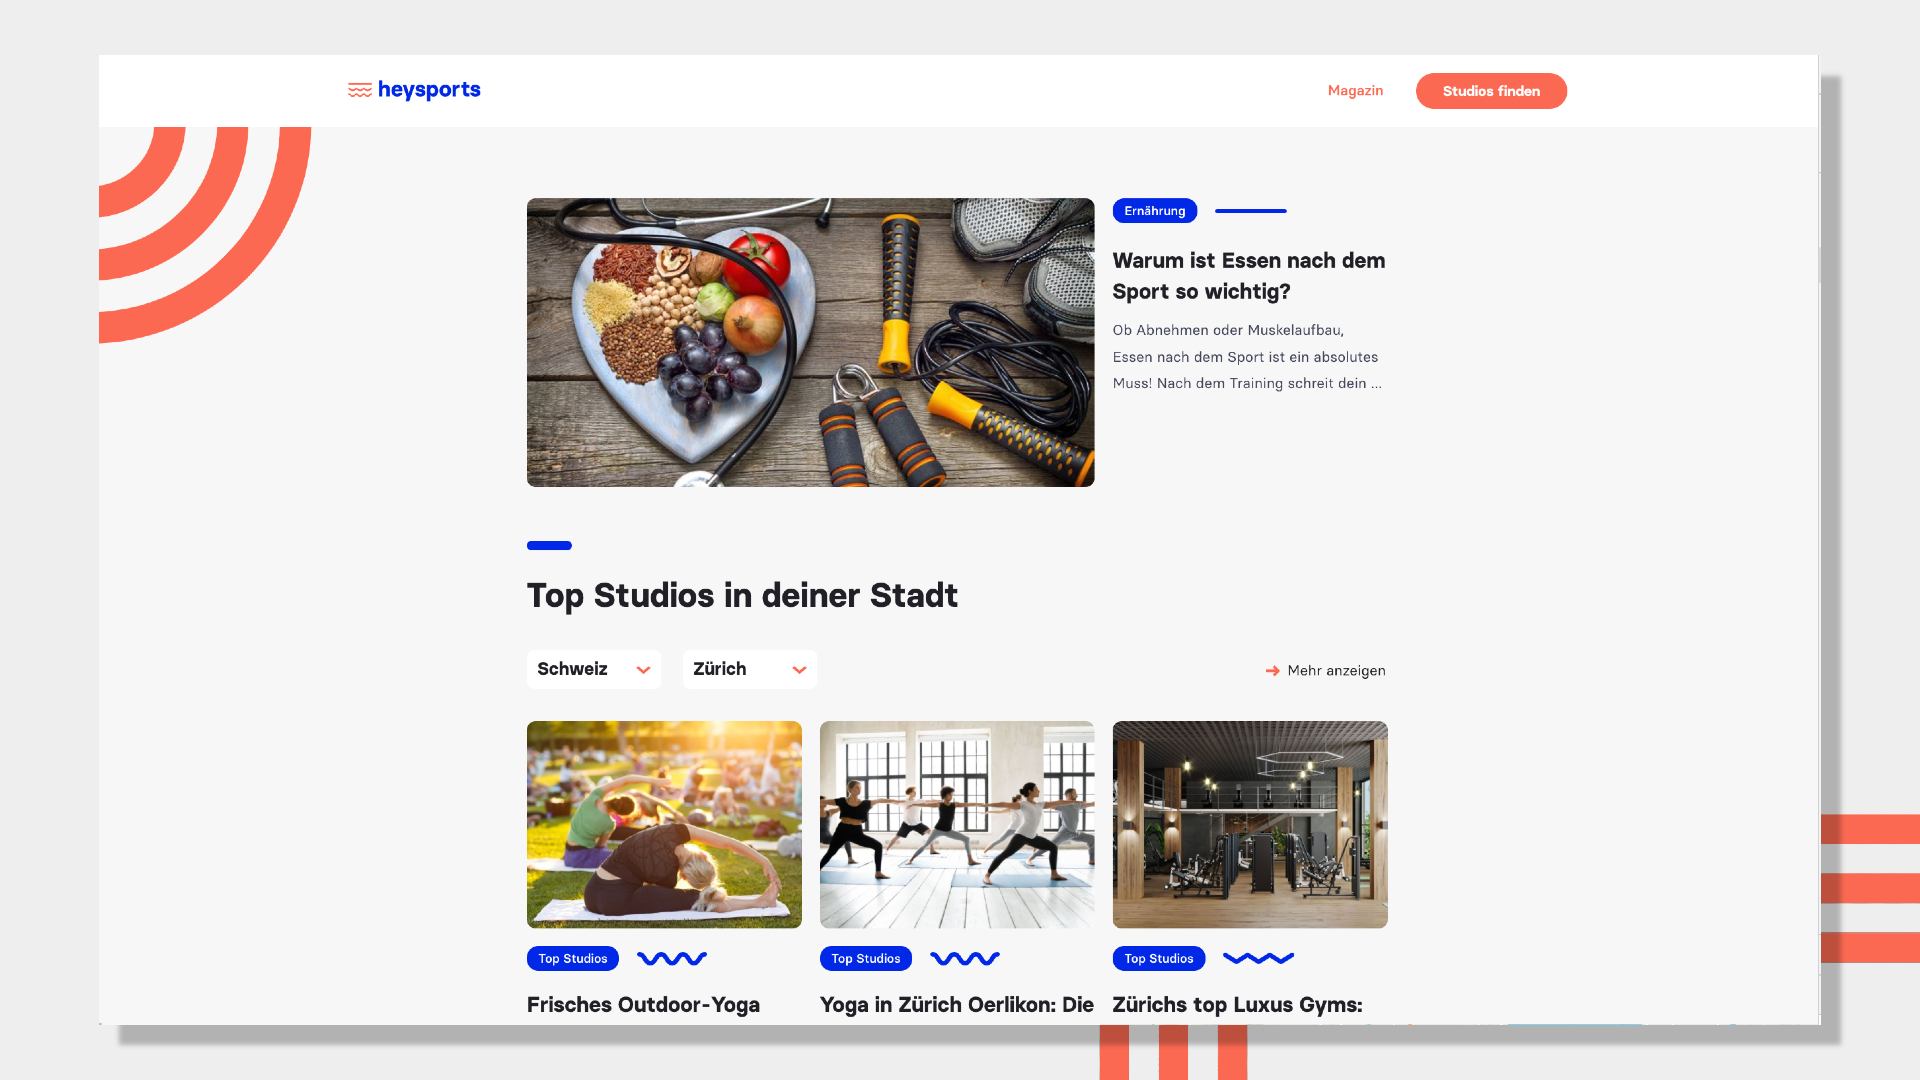 heysports
Magazin
Studios finden
Ernährung
Warum ist Essen nach dem
Sport so wichtig?
Ob Abnehmen oder Muskelaufbau,
Essen nach dem Sport ist ein absolutes
Muss! Nach dem Training schreit dein ...
Top Studios in deiner Stadt
Schweiz
Zürich
Mehr anzeigen
Top Studios
Top Studios
Top Studios
Frisches Outdoor-Yoga
Yoga in Zürich Oerlikon: Die
Zürichs top Luxus Gyms: